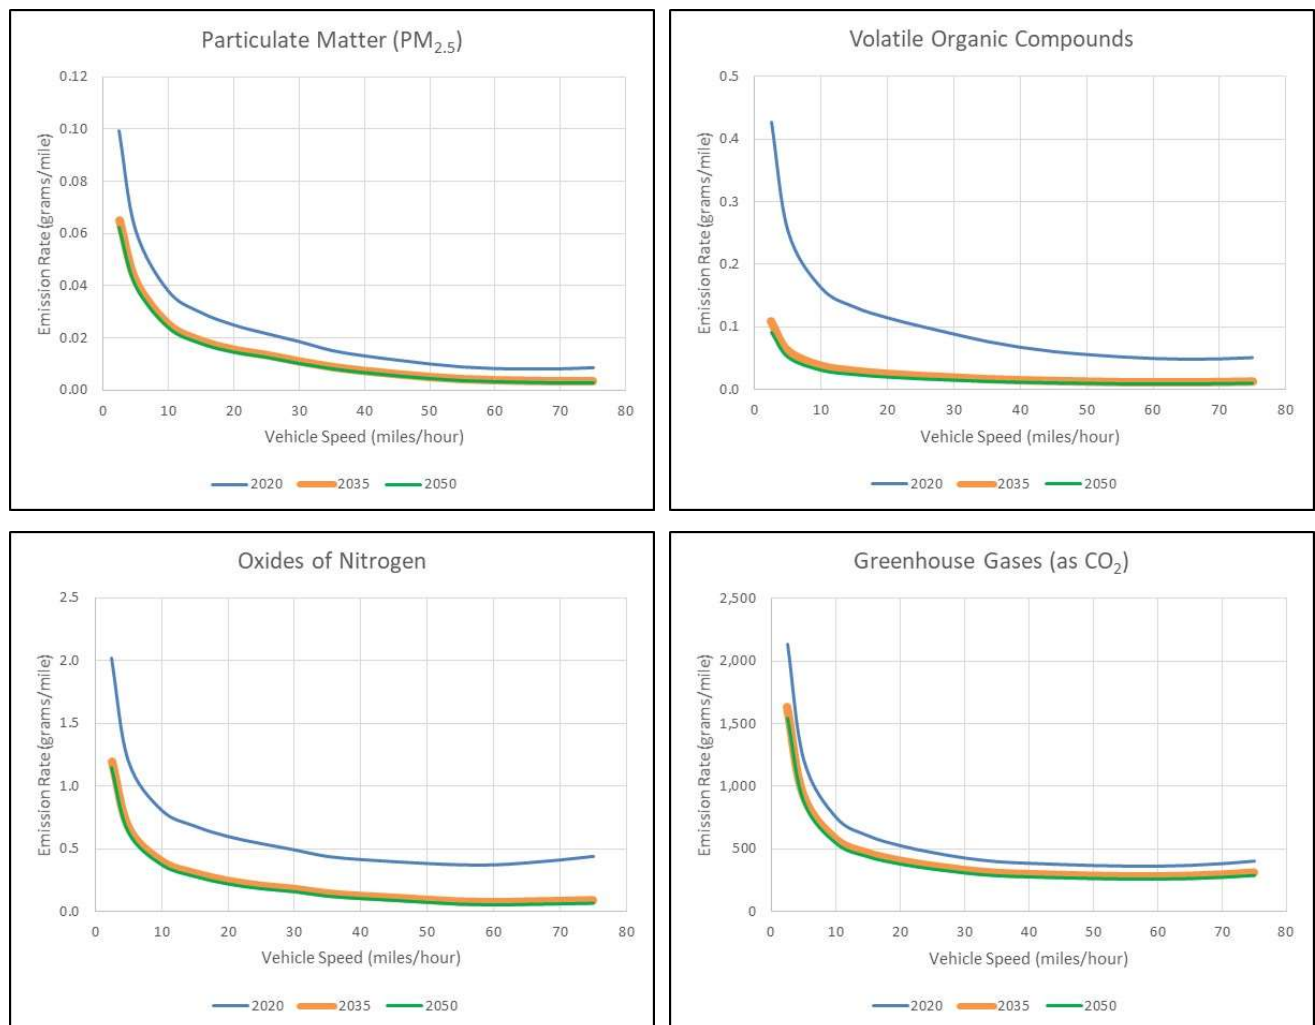 Particulate Matter (PM2.5)
Emission Rate (grams/mile)
0.12
0.10
0.08
0.06
0.04
0.02
0.00
0 10 20 30 40 50 60 70 80
Vehicle Speed (miles/hour)
2020 2035 2050
Volatile Organic Compounds
Emission Rate (grams/mile)
0.5
0.4
0.3
0.2
0.1
0.0
0 10 20 30 40 50 60 70 80
Vehicle Speed (miles/hour)
2020 2035 2050
Oxides of Nitrogen
Emission Rate (grams/mile)
2.5
2.0
1.5
1.0
0.5
0.0
0 10 20 30 40 50 60 70 80
Vehicle Speed (miles/hour)
2020 2035 2050
Greenhouse Gases (as CO2)
Emission Rate (grams/mile)
2,500
2,000
1,500
1,000
500
0
0 10 20 30 40 50 60 70 80
Vehicle Speed (miles/hour)
2020 2035 2050